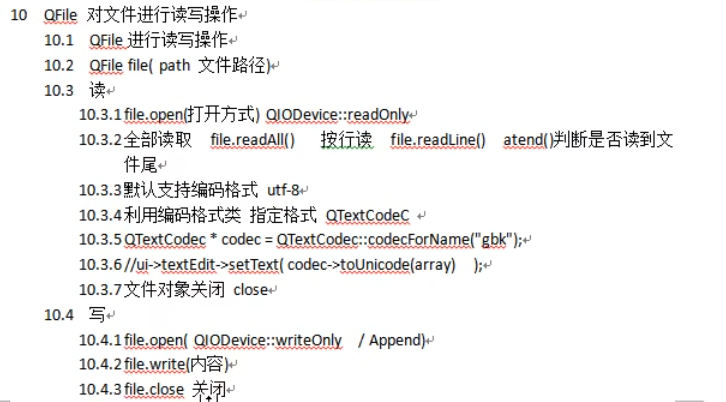 10 QFile 对文件进行读写操作
10.1 QFile进行读写操作
10.2 QFile file( path 文件路径)
10.3 读
10.3.1 file.open(打开方式) QIODevice::readOnly
10.3.2 全部读取 file.readAll() 按行读 file.readLine() atend()判断是否读到文
件尾
10.3.3 默认支持编码格式 utf-8
10.3.4 利用编码格式类 指定格式 QTextCodeC
10.3.5 QTextCodec * codec = QTextCodec::codecForName("gbk");
10.3.6 //ui->textEdit->setText( codec->toUnicode(array) );
10.3.7 文件对象关闭 close
10.4 写
10.4.1 file.open( QIODevice::writeOnly / Append)
10.4.2 file.write(内容)
10.4.3 file.close 关闭